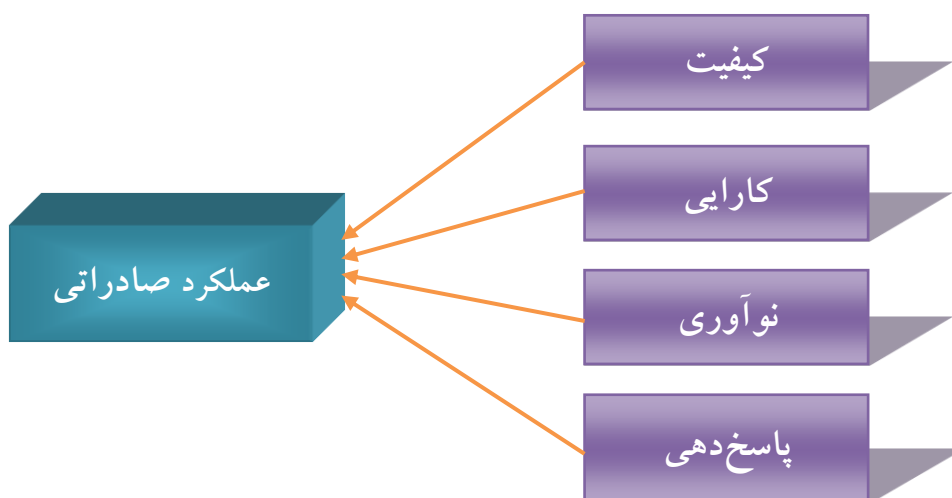 کیفیت
کارایی
عملکرد صادراتی
نوآوری
پاسخ‌دهی